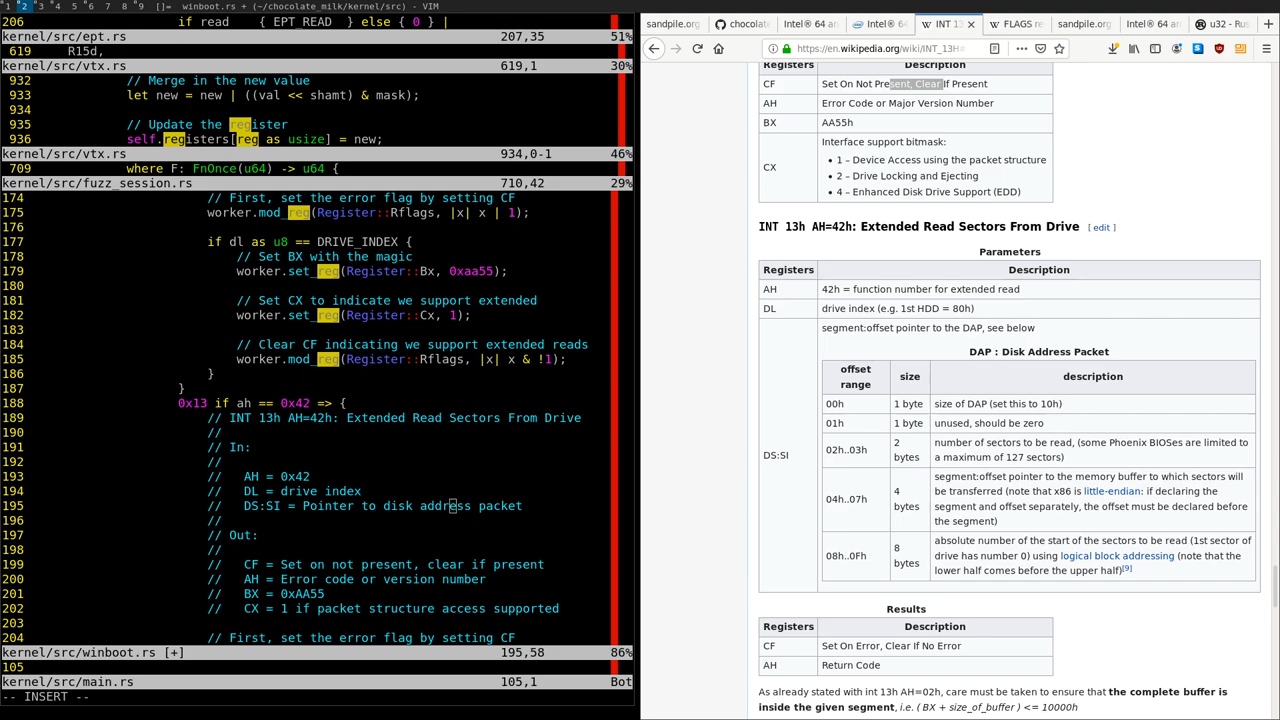 1 2 3 4 5 6 7 8 9 []= winboot.rs + (~/chocolate_milk/kernel/src) - VIM
206 if read { EPT_READ } else { 0 } |
kernel/src/ept.rs 207,35 51%
619 R15d,
kernel/src/vtx.rs 619,1 30%
932 // Merge in the new value
933 let new = new | ((val << shamt) & mask);
934
935 // Update the register
936 self.registers[reg as usize] = new;
kernel/src/vtx.rs 934,0-1 46%
709 where F: FnOnce(u64) -> u64 {
kernel/src/fuzz_session.rs 710,42 29%
174 // First, set the error flag by setting CF
175 worker.mod_reg(Register::Rflags, |x| x | 1);
176
177 if dl as u8 == DRIVE_INDEX {
178 // Set BX with the magic
179 worker.set_reg(Register::Bx, 0xaa55);
180
181 // Set CX to indicate we support extended
182 worker.set_reg(Register::Cx, 1);
183
184 // Clear CF indicating we support extended reads
185 worker.mod_reg(Register::Rflags, |x| x & !1);
186 }
187 }
188 0x13 if ah == 0x42 => {
189 // INT 13h AH=42h: Extended Read Sectors From Drive
190 //
191 // In:
192 //
193 // AH = 0x42
194 // DL = drive index
195 // DS:SI = Pointer to disk address packet
196 //
197 // Out:
198 //
199 // CF = Set on not present, clear if present
200 // AH = Error code or version number
201 // BX = 0xAA55
202 // CX = 1 if packet structure access supported
203
204 // First, set the error flag by setting CF
kernel/src/winboot.rs [+] 195,58 86%
105
kernel/src/main.rs 105,1 Bot
-- INSERT --
sandpile.org
chocolate
Intel® 64 an
Intel® 64
INT 13
FLAGS re
sandpile.org
Intel® 64 an
u32 - Rus
https://en.wikipedia.org/wiki/INT_13H#
Registers Description
CF Set On Not Present, Clear If Present
AH Error Code or Major Version Number
BX AA55h
CX Interface support bitmask:
• 1 – Device Access using the packet structure
• 2 – Drive Locking and Ejecting
• 4 – Enhanced Disk Drive Support (EDD)
INT 13h AH=42h: Extended Read Sectors From Drive [ edit ]
Parameters
Registers Description
AH 42h = function number for extended read
DL drive index (e.g. 1st HDD = 80h)
DS:SI segment:offset pointer to the DAP, see below
DAP : Disk Address Packet
offset range size description
00h 1 byte size of DAP (set this to 10h)
01h 1 byte unused, should be zero
02h..03h 2 bytes number of sectors to be read, (some Phoenix BIOSes are limited to
a maximum of 127 sectors)
04h..07h 4 bytes segment:offset pointer to the memory buffer to which sectors will
be transferred (note that x86 is little-endian: if declaring the
segment and offset separately, the offset must be declared before
the segment)
08h..0Fh 8 bytes absolute number of the start of the sectors to be read (1st sector of
drive has number 0) using logical block addressing (note that the
lower half comes before the upper half)[9]
Results
Registers Description
CF Set On Error, Clear If No Error
AH Return Code
As already stated with int 13h AH=02h, care must be taken to ensure that the complete buffer is
inside the given segment, i.e. ( BX + size_of_buffer ) <= 10000h